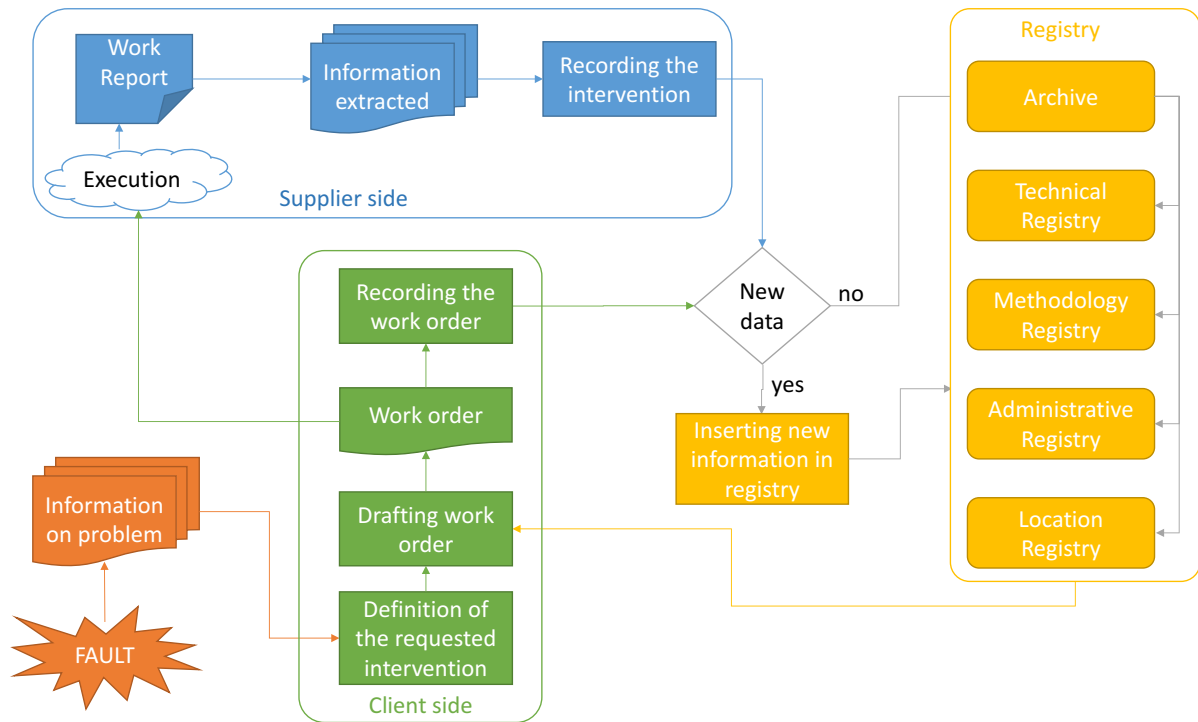 Work
Report
Information
extracted
Recording the
intervention
Execution
Supplier side
Registry
Archive
Technical
Registry
Methodology
Registry
Administrative
Registry
Location
Registry
Recording the
work order
New
data
no
yes
Work order
Inserting new
information in
registry
Information
on problem
Drafting work
order
Definition of
the requested
intervention
FAULT
Client side